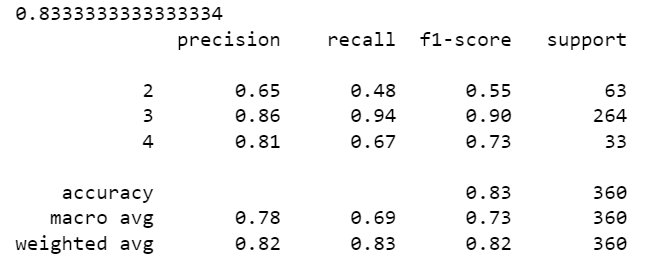 0.8333333333333334
precision recall f1-score support
2 0.65 0.48 0.55 63
3 0.86 0.94 0.90 264
4 0.81 0.67 0.73 33
accuracy 0.83 360
macro avg 0.78 0.69 0.73 360
weighted avg 0.82 0.83 0.82 360